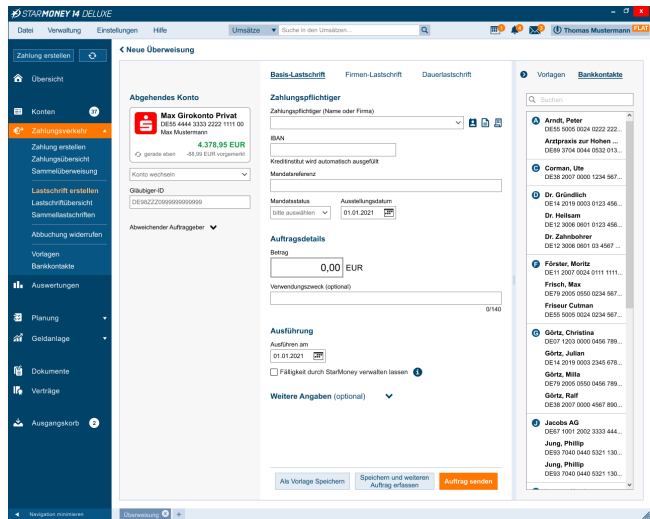 STARMONEY 14 DELUXE
Datei Verwaltung Einstellungen Hilfe Umsätze Suche in den Umsätzen... Thomas Mustermann FLAT
Zahlung erstellen
Übersicht
Konten 37
Zahlungsverkehr
Zahlung erstellen
Zahlungsübersicht
Sammelüberweisung
Lastschrift erstellen
Lastschriftübersicht
Sammellastschriften
Abbuchung widerrufen
Vorlagen
Bankkontakte
Auswertungen
Planung
Geldanlage
Dokumente
Verträge
Ausgangskorb 2
Navigation minimieren
Neue Überweisung
Abgehendes Konto
Max Girokonto Privat
DE55 4444 3333 2222 1111 00
Max Mustermann
4.378,95 EUR
gerade eben -88,99 EUR vorgemerkt
Konto wechseln
Gläubiger-ID
DE98ZZZ0999999999999
Abweichender Auftraggeber
Basis-Lastschrift Firmen-Lastschrift Dauerlastschrift
Zahlungspflichtiger
Zahlungspflichtiger (Name oder Firma)
IBAN
Kreditinstitut wird automatisch ausgefüllt
Mandatsreferenz
Mandatsstatus Ausstellungsdatum
bitte auswählen 01.01.2021
Auftragsdetails
Betrag
0,00 EUR
Verwendungszweck (optional)
0/140
Ausführung
Ausführen am
01.01.2021
Fälligkeit durch StarMoney verwalten lassen
Weitere Angaben (optional)
Als Vorlage Speichern
Speichern und weiteren
Auftrag erfassen
Auftrag senden
Vorlagen Bankkontakte
Suchen
A Arndt, Peter
DE55 5005 0024 0222 222...
Arztpraxis zur Hohen ...
DE89 3704 0044 0532 013...
C Corman, Ute
DE38 2007 0000 1234 567...
D Dr. Gründlich
DE14 2019 0003 0123 456...
Dr. Heilsam
DE12 3006 0601 0123 456...
Dr. Zahnbohrer
DE12 3006 0601 03 4567 ...
F Förster, Moritz
DE11 2007 0024 0111 1111...
Frisch, Max
DE79 2005 0550 0234 567...
Friseur Cutman
DE55 5005 0024 0234 567...
G Görtz, Christina
DE07 1203 0000 0456 789...
Görtz, Julian
DE14 2019 0003 2345 678...
Görtz, Milla
DE79 2005 0550 0456 789...
Görtz, Ralf
DE38 2007 0000 4567 890...
J Jacobs AG
DE67 1001 2002 3333 444...
Jung, Phillip
DE93 7040 0440 5321 130...
Jung, Phillip
DE93 7040 0440 5321 130...
Überweisung